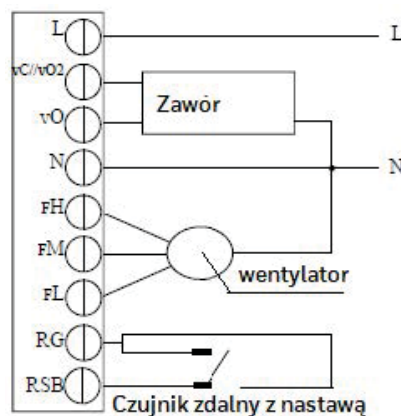 L L
vC//vO2
Zawór
vO
N N
FH
FM
wentylator
FL
RG
RSB
Czujnik zdalny z nastawą